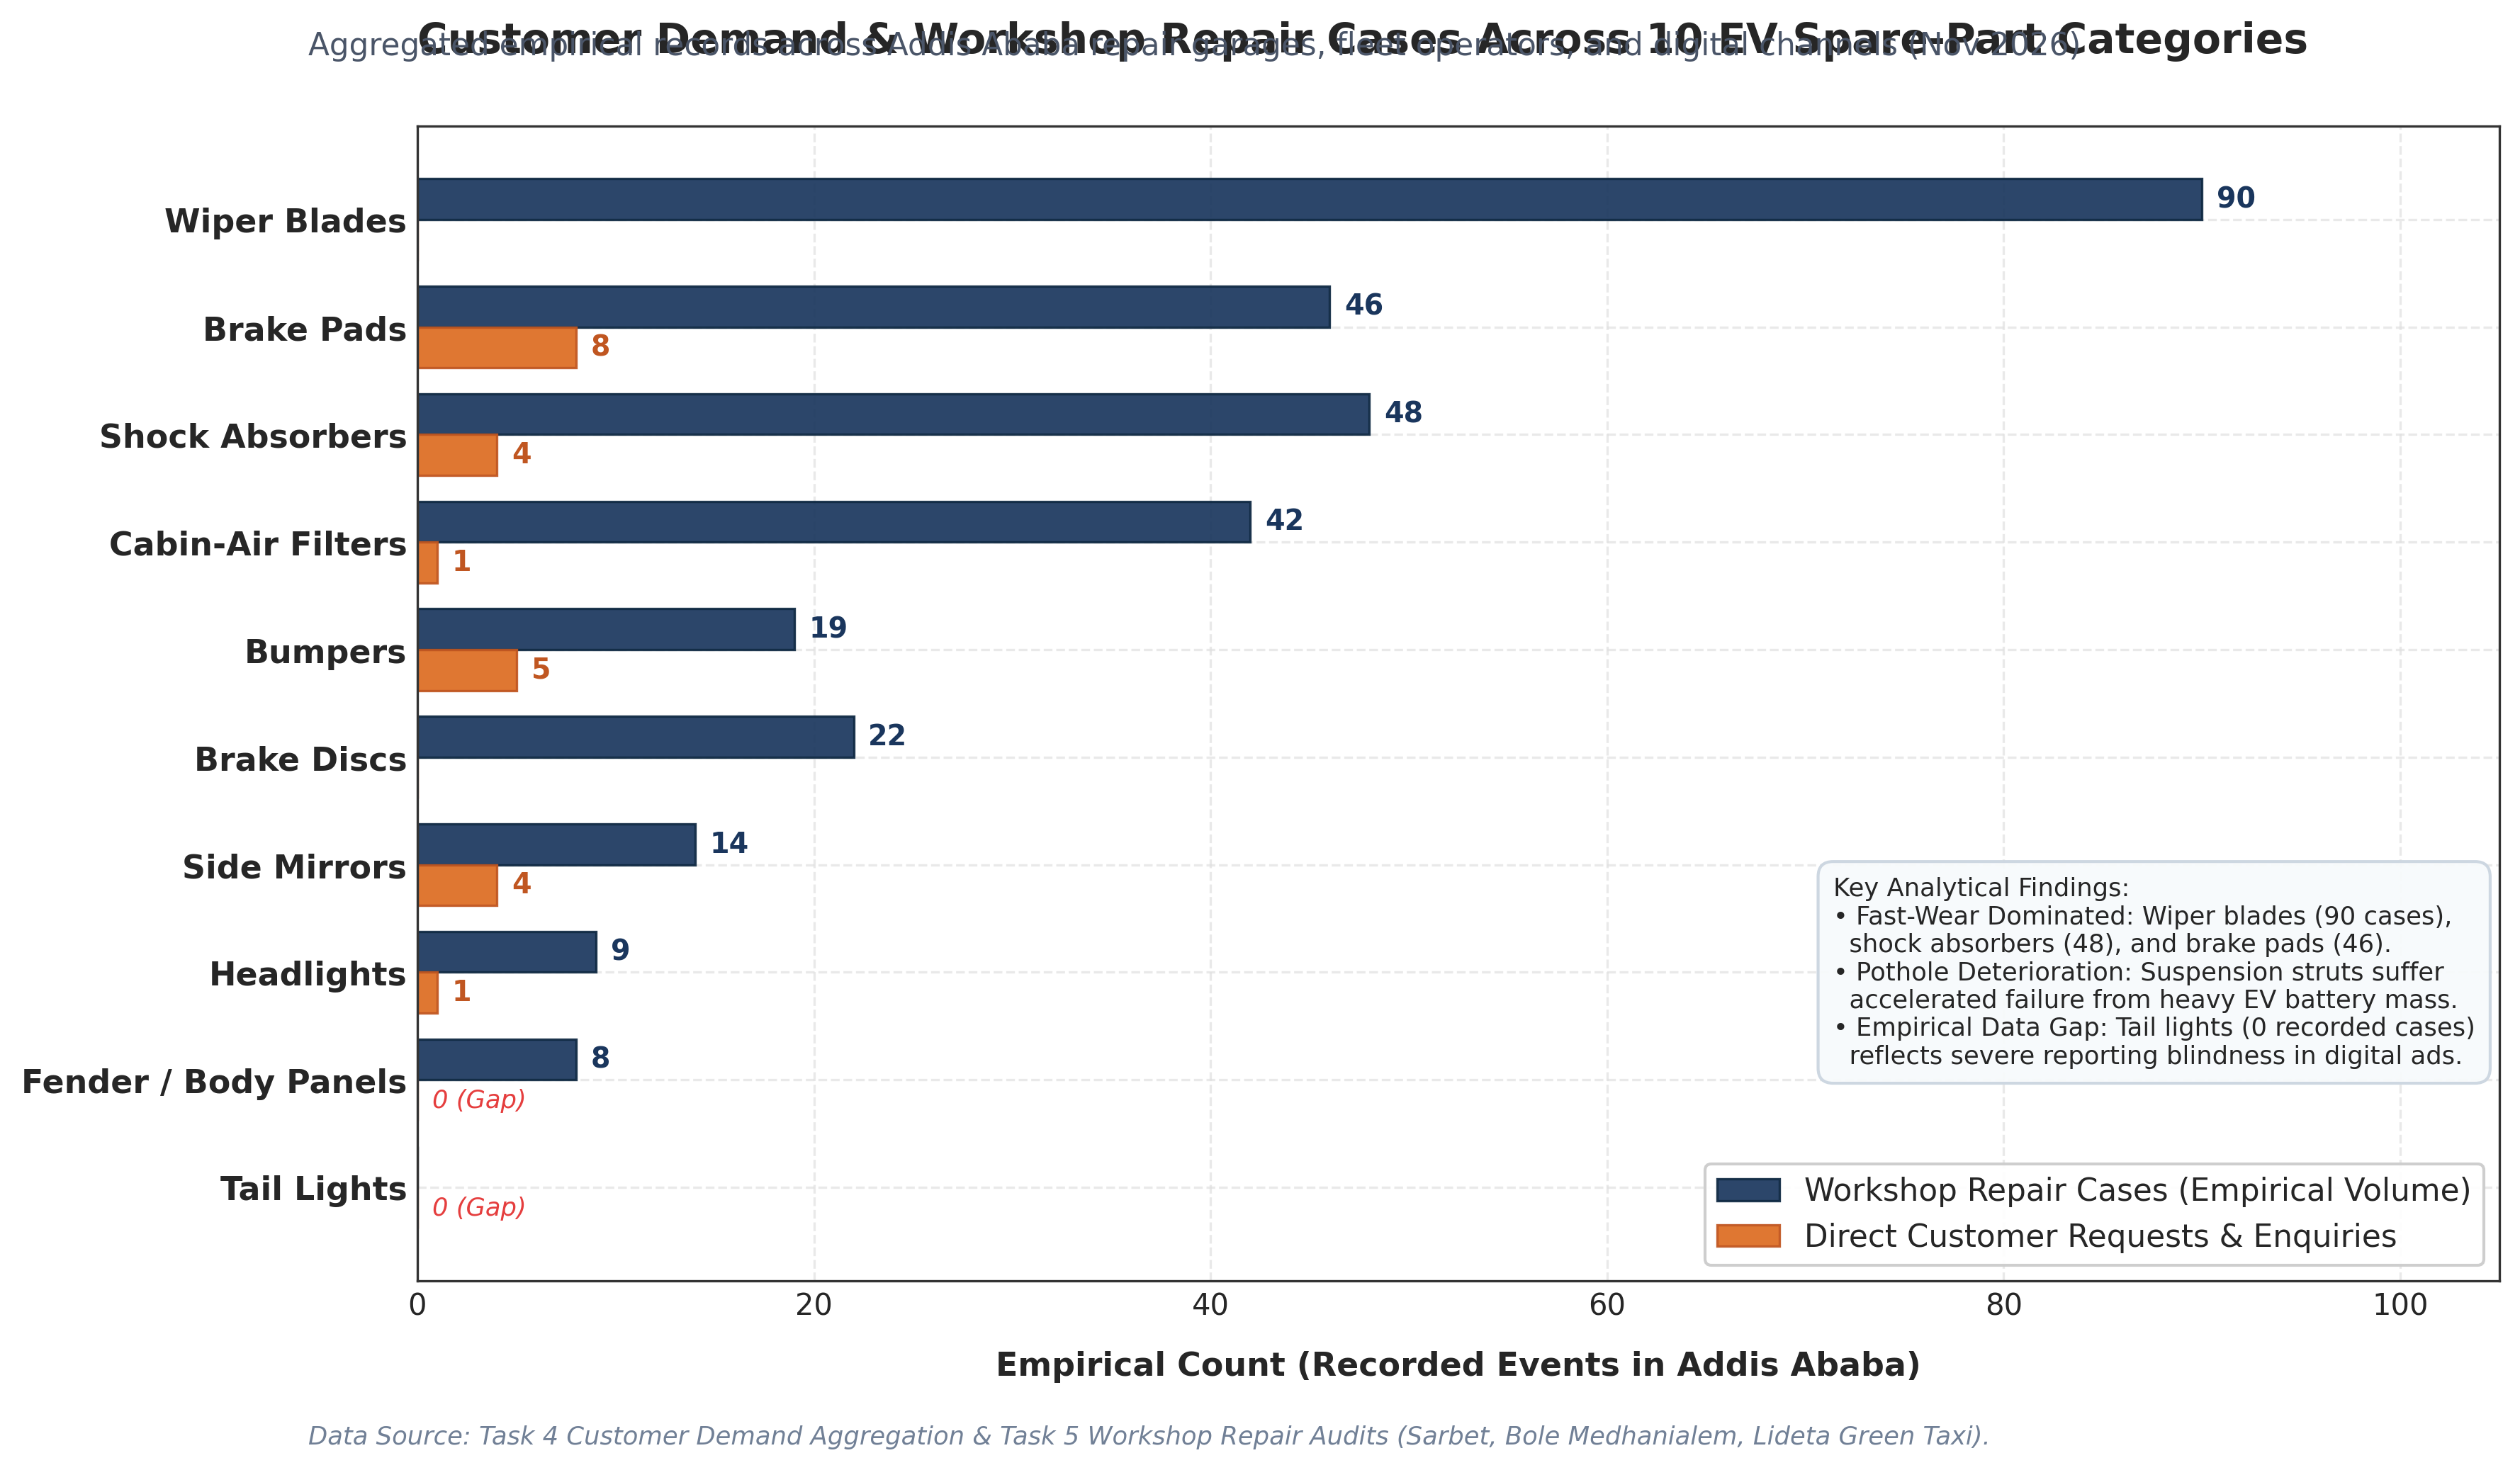 Customer Demand & Workshop Repair Cases Across 10 EV Spare-Part Categories
Aggregated empirical records across Addis Ababa repair garages, fleet operators, and digital channels (Nov 2026)
Wiper Blades
90
Brake Pads
46
8
Shock Absorbers
48
4
Cabin-Air Filters
42
1
Bumpers
19
5
Brake Discs
22
Side Mirrors
14
4
Headlights
9
1
Fender / Body Panels
8
0 (Gap)
Tail Lights
0 (Gap)
Key Analytical Findings:
• Fast-Wear Dominated: Wiper blades (90 cases),
shock absorbers (48), and brake pads (46).
• Pothole Deterioration: Suspension struts suffer
accelerated failure from heavy EV battery mass.
• Empirical Data Gap: Tail lights (0 recorded cases)
reflects severe reporting blindness in digital ads.
Workshop Repair Cases (Empirical Volume)
Direct Customer Requests & Enquiries
0 20 40 60 80 100
Empirical Count (Recorded Events in Addis Ababa)
Data Source: Task 4 Customer Demand Aggregation & Task 5 Workshop Repair Audits (Sarbet, Bole Medhanialem, Lideta Green Taxi).